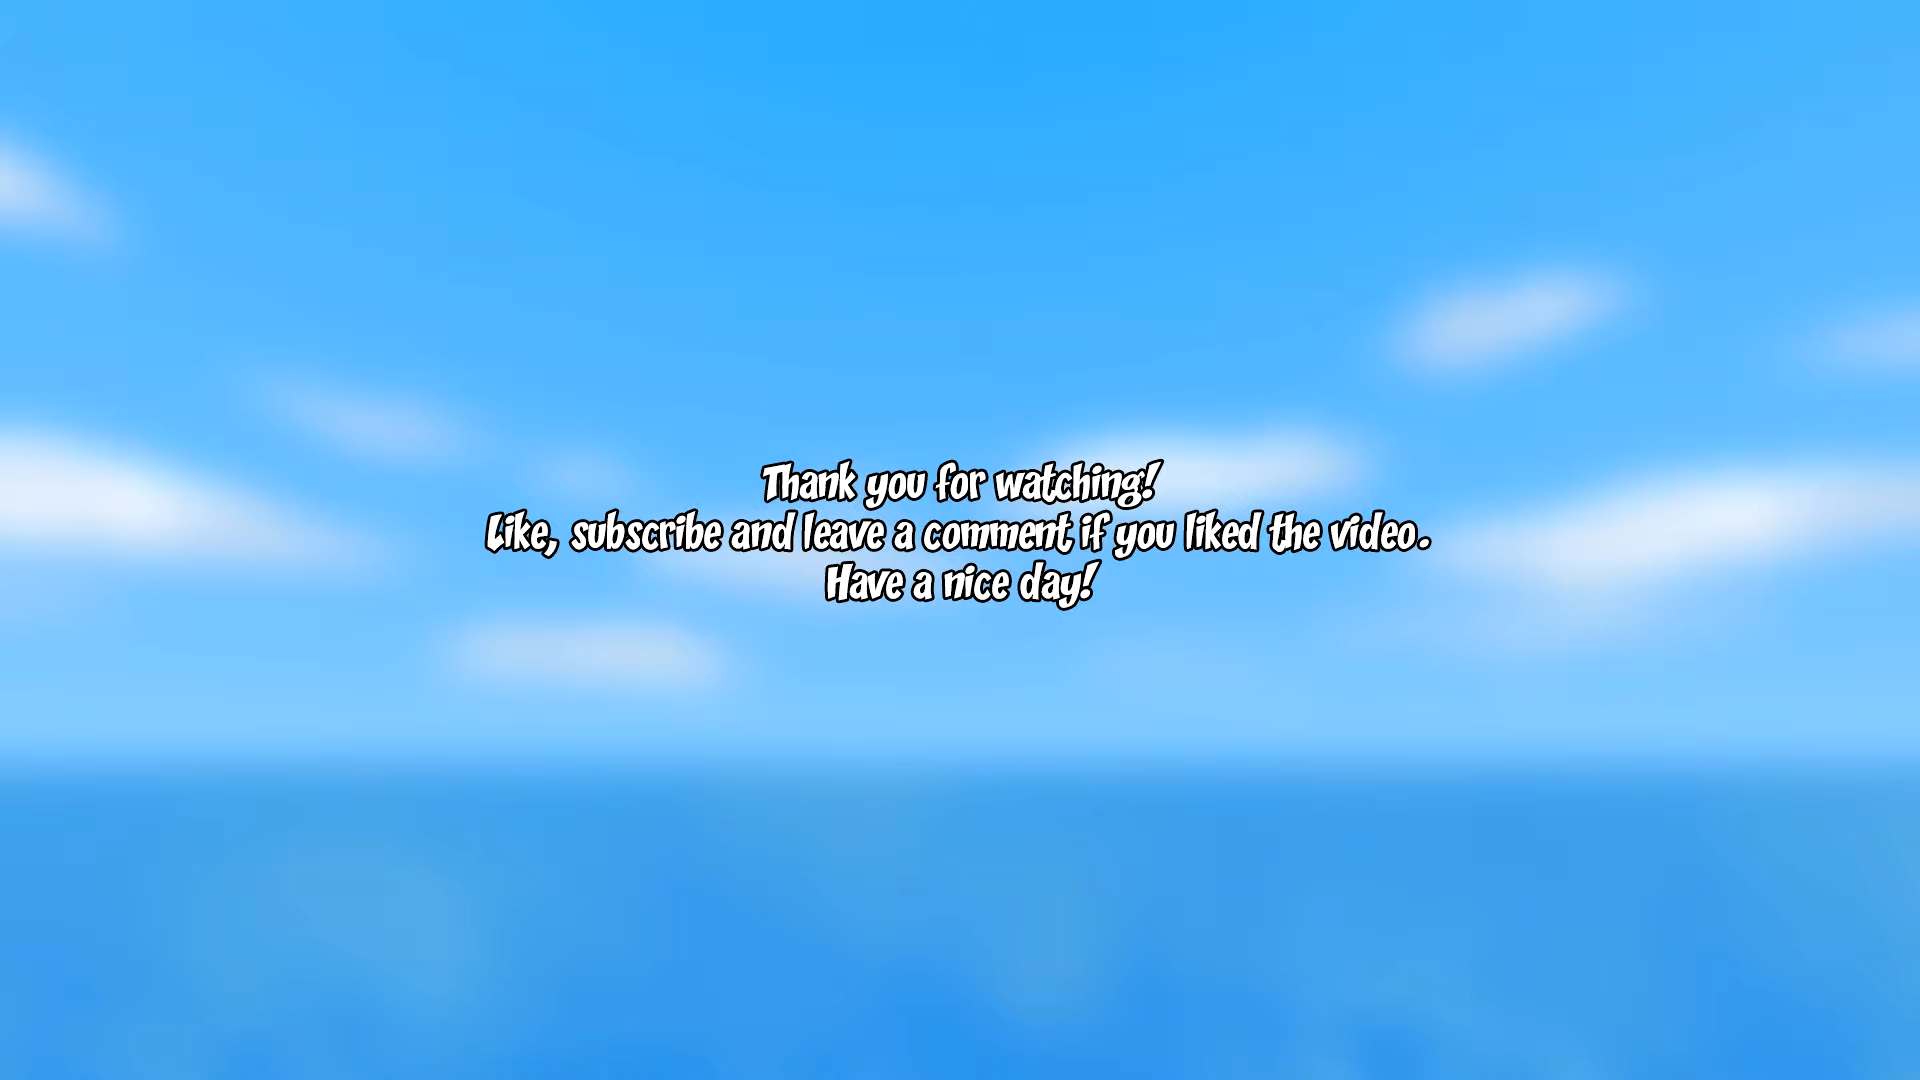 Thank you for watching!
Like, subscribe and leave a comment if you liked the video.
Have a nice day!